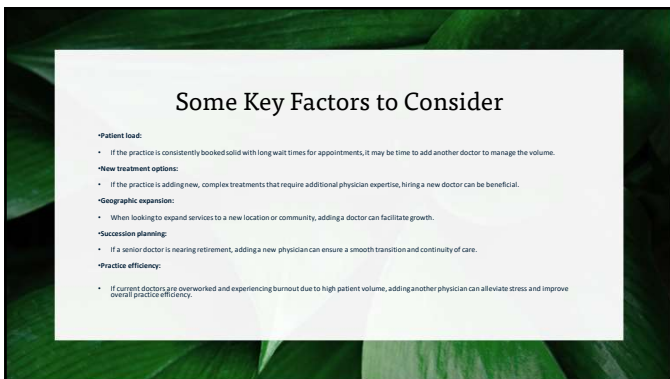 Some Key Factors to Consider
•Patient load:
• If the practice is consistently booked solid with long wait times for appointments, it may be time to add another doctor to manage the volume.
•New treatment options:
• If the practice is adding new, complex treatments that require additional physician expertise, hiring a new doctor can be beneficial.
•Geographic expansion:
• When looking to expand services to a new location or community, adding a doctor can facilitate growth.
•Succession planning:
• If a senior doctor is nearing retirement, adding a new physician can ensure a smooth transition and continuity of care.
•Practice efficiency:
• If current doctors are overworked and experiencing burnout due to high patient volume, adding another physician can alleviate stress and improve
overall practice efficiency.